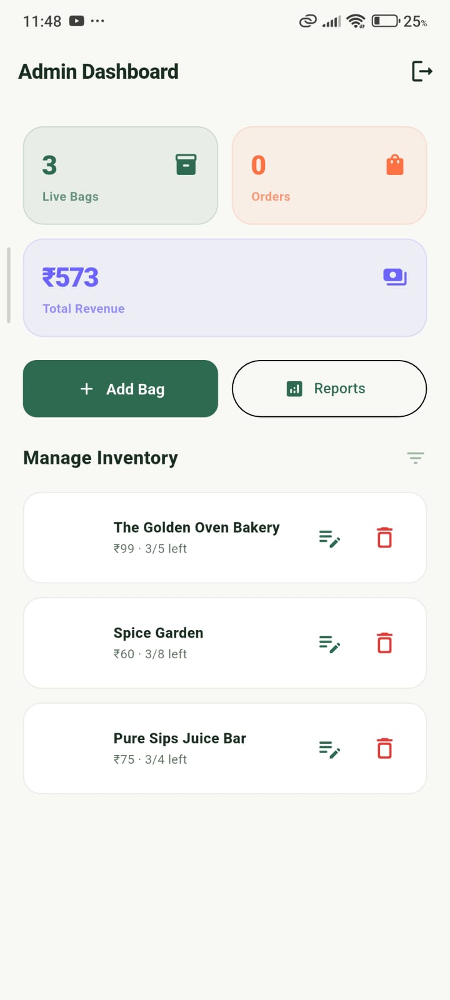 11:48 ... 25%
Admin Dashboard
3
Live Bags
0
Orders
₹573
Total Revenue
+ Add Bag
Reports
Manage Inventory
The Golden Oven Bakery
₹99 · 3/5 left
Spice Garden
₹60 · 3/8 left
Pure Sips Juice Bar
₹75 · 3/4 left